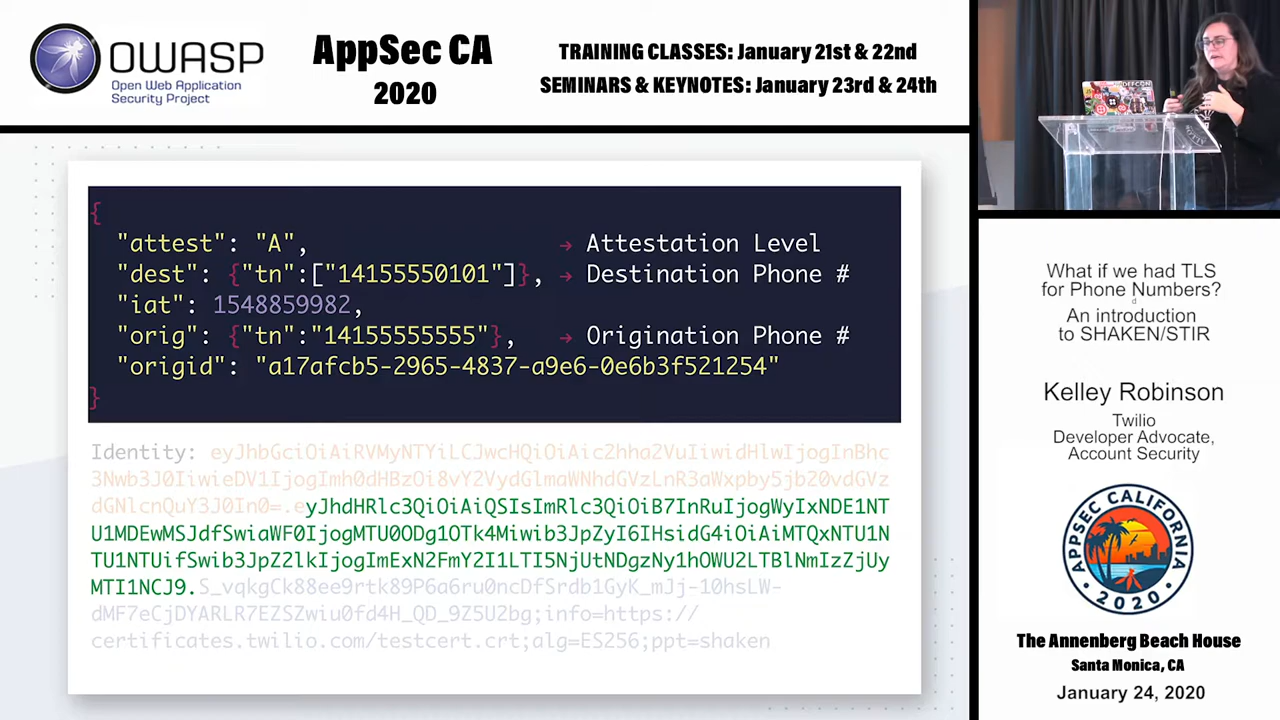 OWASP
Open Web Application
Security Project
AppSec CA
2020
TRAINING CLASSES: January 21st & 22nd
SEMINARS & KEYNOTES: January 23rd & 24th
{
"attest": "A", → Attestation Level
"dest": {"tn":["14155550101"]}, → Destination Phone #
"iat": 1548859982,
"orig": {"tn":"14155555555"}, → Origination Phone #
"origid": "a17afcb5-2965-4837-a9e6-0e6b3f521254"
}
Identity: eyJhbGciOiAiRVMyNTYiLCJwcHQiOiAic2hha2VuIiwidHlwIjogInBhc
3Nwb3J0IiwieDV1IjogImh0dHBzOi8vY2VydGlmaWNhdGVzLnR3aWxpby5jb20vdGVz
dGNlcnQuY3J0In0=.eyJhdHRlc3QiOiAiQSIsImRlc3QiOiB7InRuIjogWyIxNDE1NT
U1MDEwMSJdfSwiaWF0IjogMTU0ODg1OTk4Miwib3JpZyI6IHsidG4iOiAiMTQxNTU1N
TU1NTUifSwib3JpZ2lkIjogImExN2FmY2I1LTI5NjUtNDgzNy1hOWU2LTBlNmIzZjUy
MTI1NCJ9.S_vqkgCk88ee9rtk89P6a6ru0ncDfSrdb1GyK_mJj-10hsLW-
dMF7eCjDYARLR7EZSZwiu0fd4H_QD_9Z5U2bg;info=https://
certificates.twilio.com/testcert.crt;alg=ES256;ppt=shaken
What if we had TLS
for Phone Numbers?
d
An introduction
to SHAKEN/STIR
Kelley Robinson
Twilio
Developer Advocate,
Account Security
APPSEC CALIFORNIA
2020
The Annenberg Beach House
Santa Monica, CA
January 24, 2020